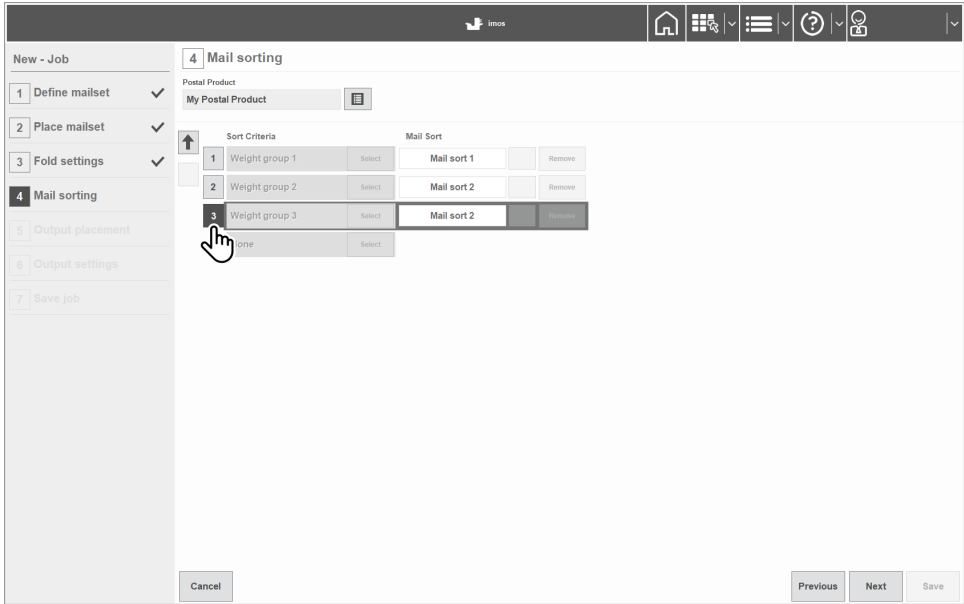 imos
New - Job
1 Define mailset
2 Place mailset
3 Fold settings
4 Mail sorting
5 Output placement
6 Output settings
7 Save job
4 Mail sorting
Postal Product
My Postal Product
Sort Criteria Mail Sort
1 Weight group 1 Select Mail sort 1 Remove
2 Weight group 2 Select Mail sort 2 Remove
3 Weight group 3 Select Mail sort 2 Remove
Select
Cancel Previous Next Save